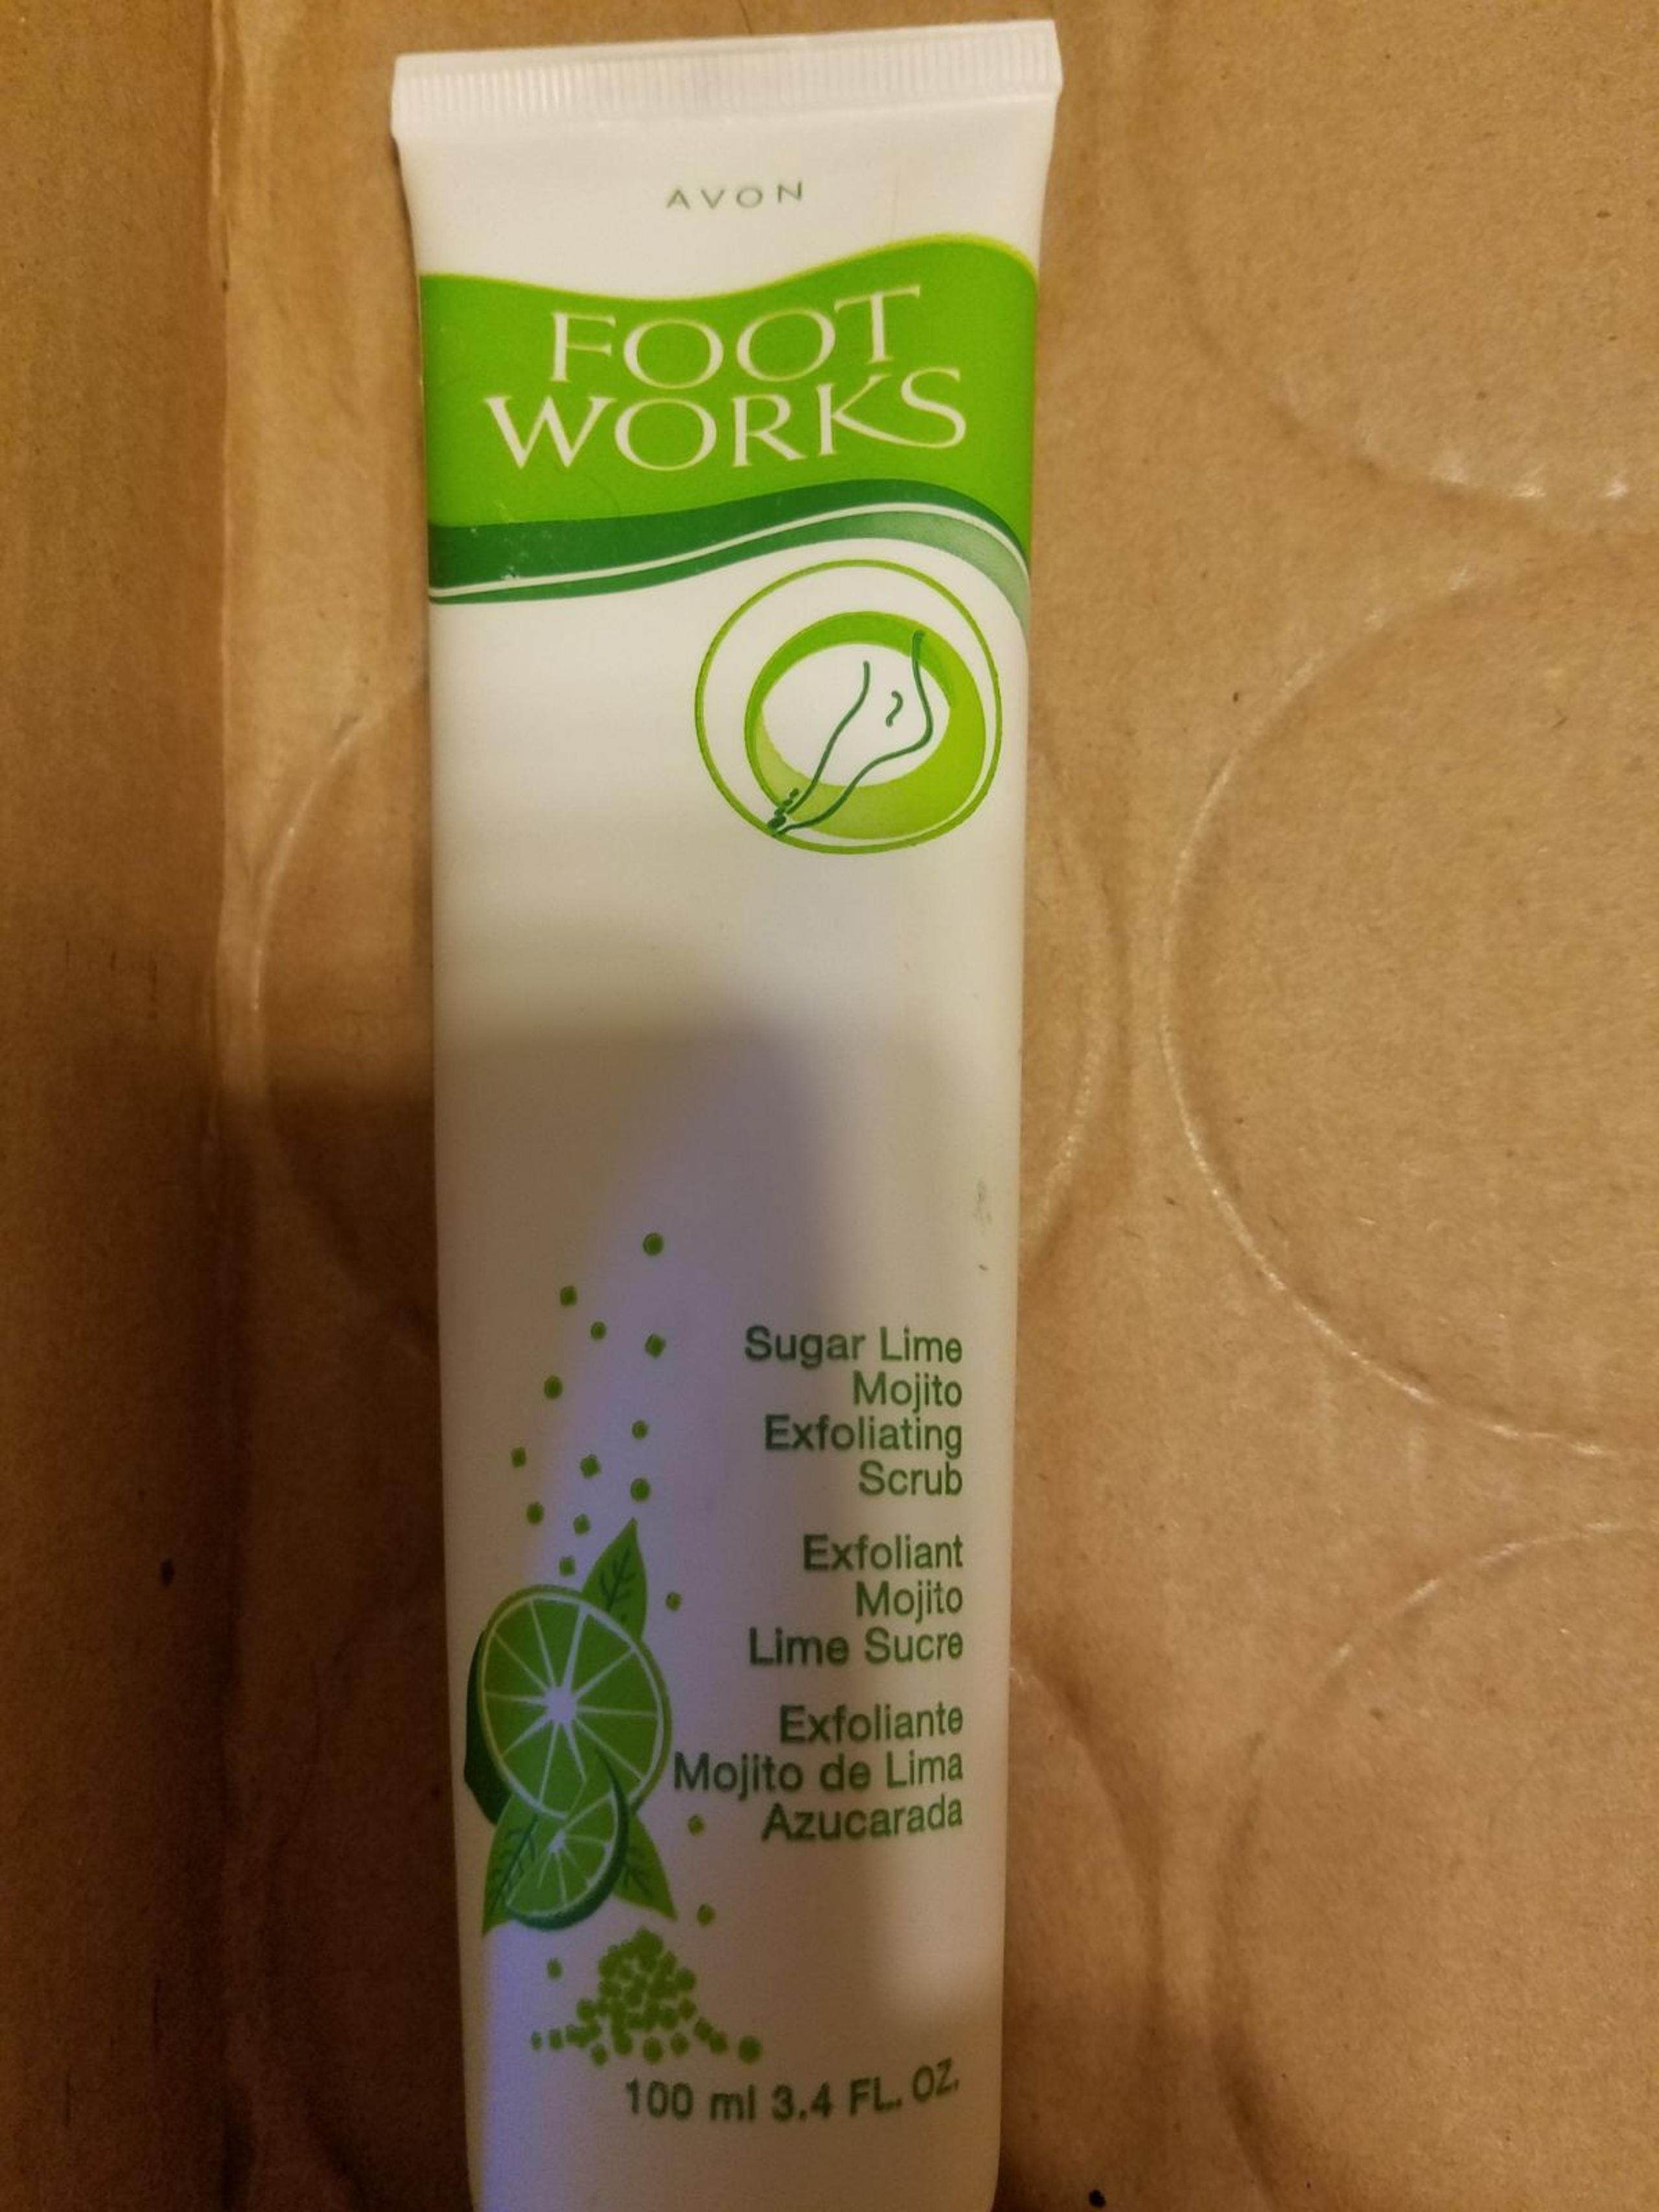 AVON
FOOT
WORKS
Sugar Lime
Mojito
Exfoliating
Scrub
Exfoliant
Mojito
Lime Sucre
Exfoliante
Mojito de Lima
Azucarada
100 ml 3.4 FL. OZ.